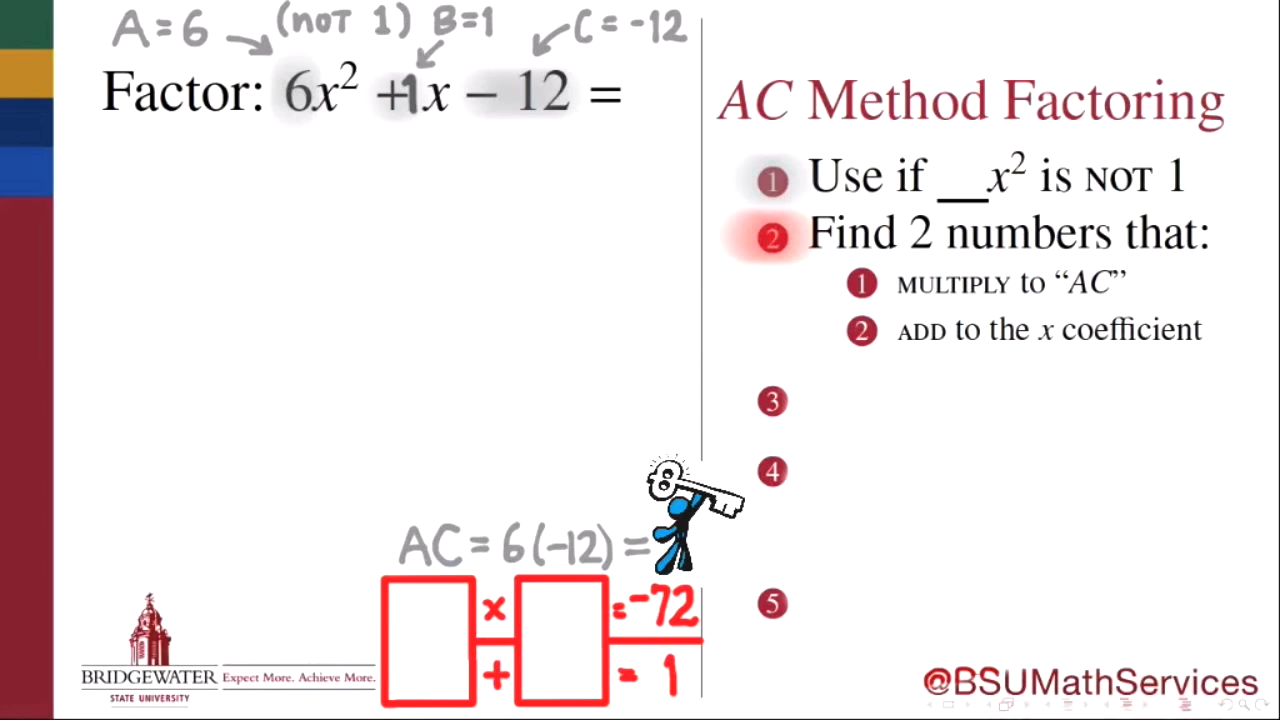 A=6 (not 1) B=1 C=-12
Factor: 6x² +1x − 12 =
AC Method Factoring
1 Use if __x² is NOT 1
2 Find 2 numbers that:
1 MULTIPLY to “AC”
2 ADD to the x coefficient
3
4
5
AC = 6(-12) =
x = -72
+ = 1
BRIDGEWATER
STATE UNIVERSITY
Expect More. Achieve More.
@BSUMathServices